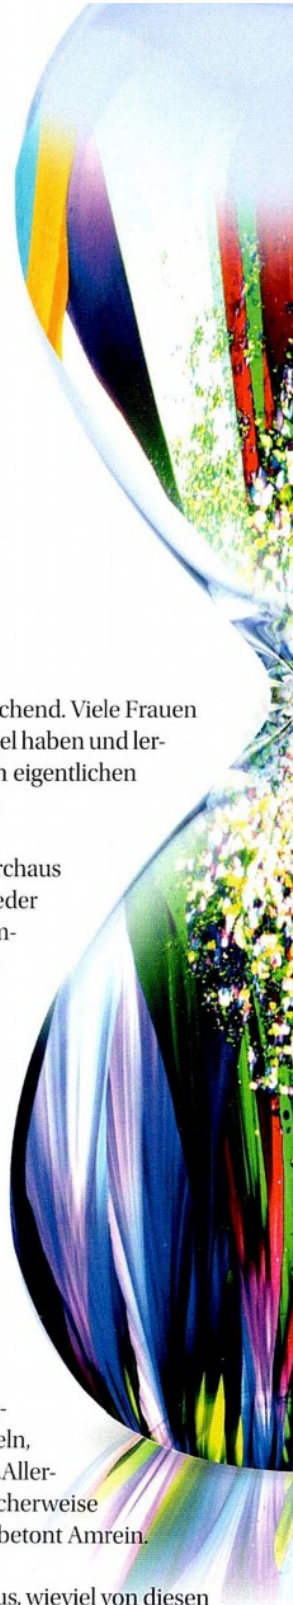 chend. Viele Frauen
el haben und ler-
n eigentlichen
rchaus
eder
n-
-
eln,
Aller-
cherweise
betont Amrein.
us, wieviel von diesen